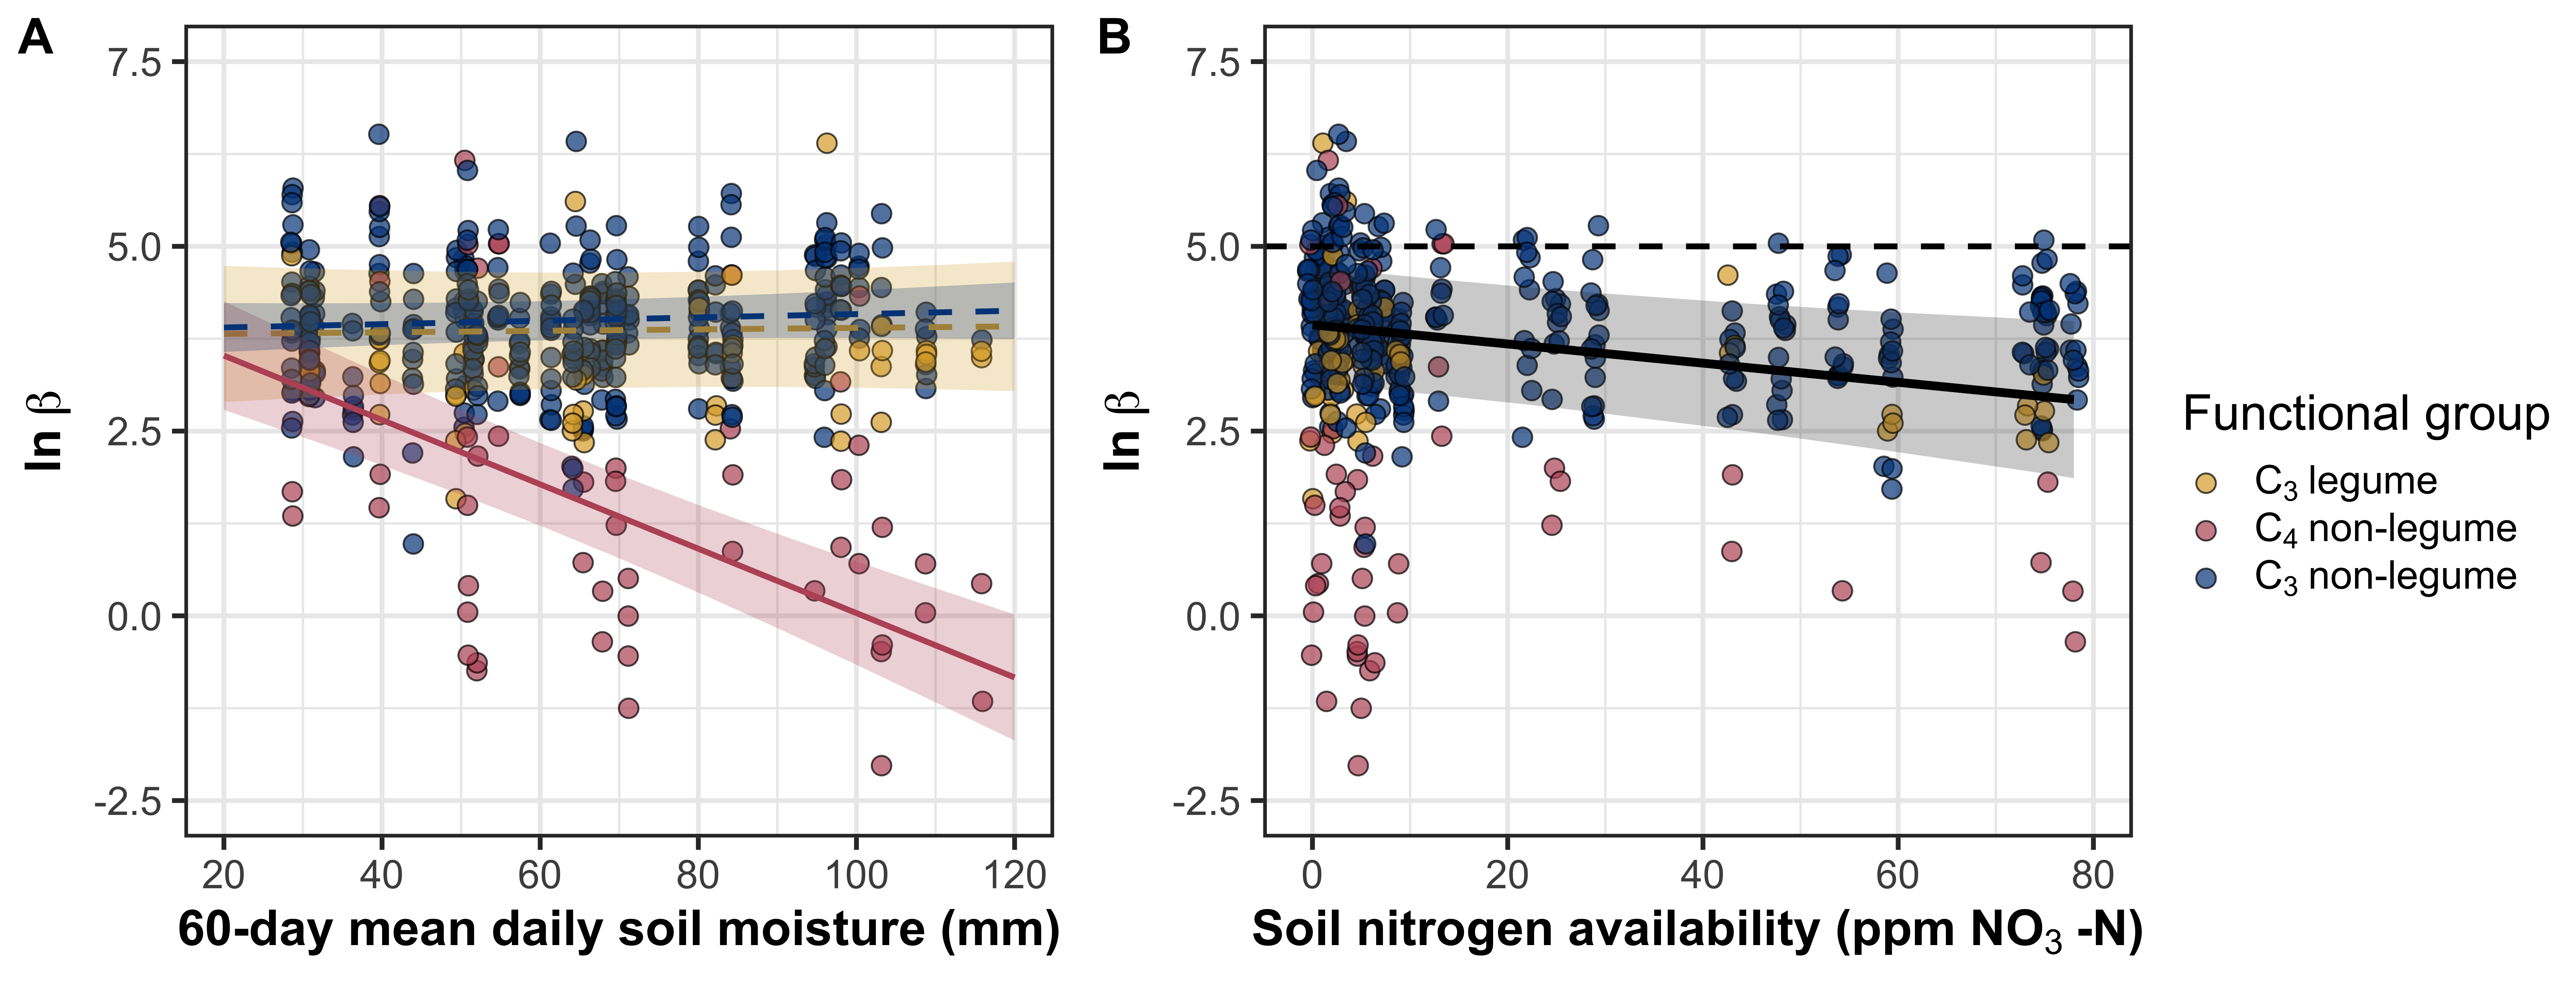 A
7.5
5.0
2.5
0.0
-2.5
ln β
20 40 60 80 100 120
60-day mean daily soil moisture (mm)
B
7.5
5.0
2.5
0.0
-2.5
ln β
0 20 40 60 80
Soil nitrogen availability (ppm NO₃ -N)
Functional group
C₃ legume
C₄ non-legume
C₃ non-legume